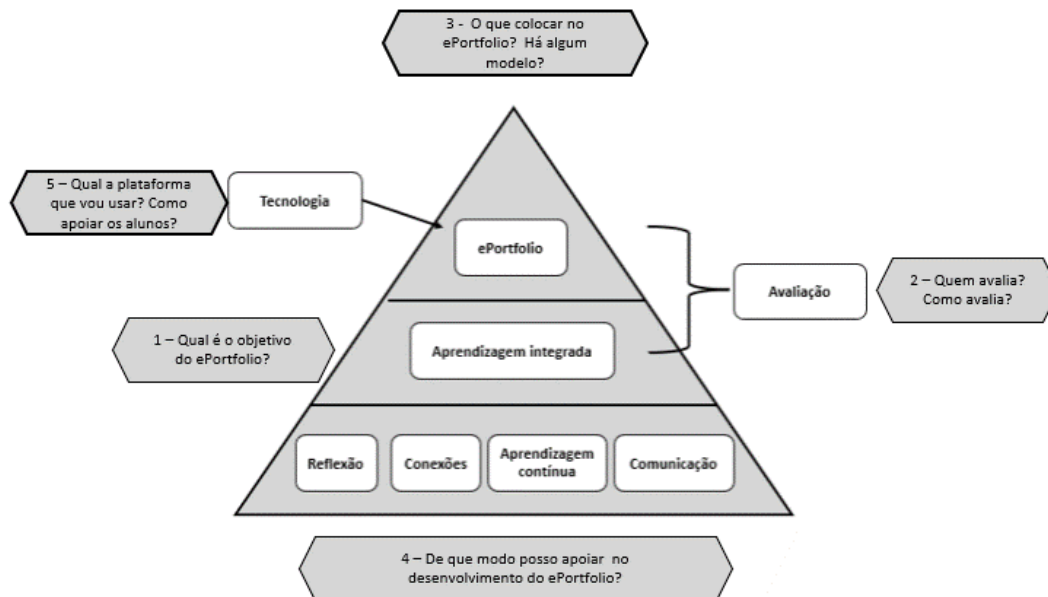 3 - O que colocar no
ePortfolio? Há algum
modelo?
5 – Qual a plataforma
que vou usar? Como
apoiar os alunos?
Tecnologia
ePortfolio
Avaliação
2 – Quem avalia?
Como avalia?
1 – Qual é o objetivo
do ePortfolio?
Aprendizagem integrada
Reflexão
Conexões
Aprendizagem
contínua
Comunicação
4 – De que modo posso apoiar no
desenvolvimento do ePortfolio?